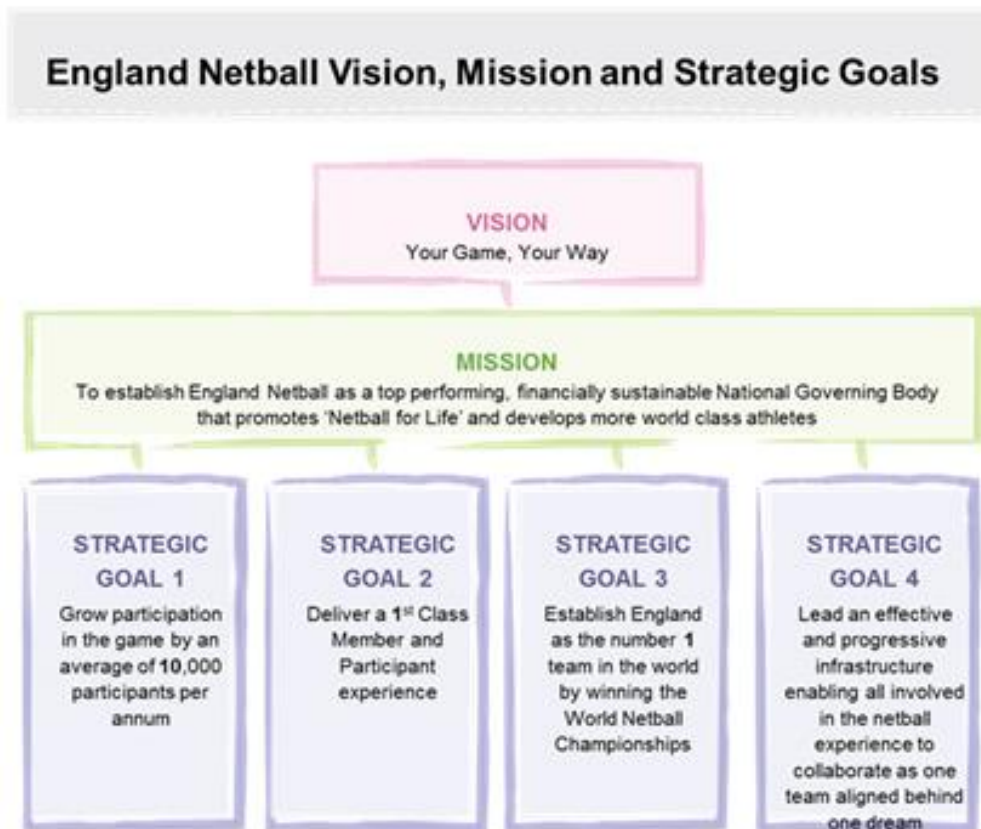 England Netball Vision, Mission and Strategic Goals
VISION
Your Game, Your Way
MISSION
To establish England Netball as a top performing, financially sustainable National Governing Body
that promotes 'Netball for Life' and develops more world class athletes
STRATEGIC
GOAL 1
Grow participation
in the game by an
average of 10,000
participants per
annum
STRATEGIC
GOAL 2
Deliver a 1st Class
Member and
Participant
experience
STRATEGIC
GOAL 3
Establish England
as the number 1
team in the world
by winning the
World Netball
Championships
STRATEGIC
GOAL 4
Lead an effective
and progressive
infrastructure
enabling all involved
in the netball
experience to
collaborate as one
team aligned behind
one dream